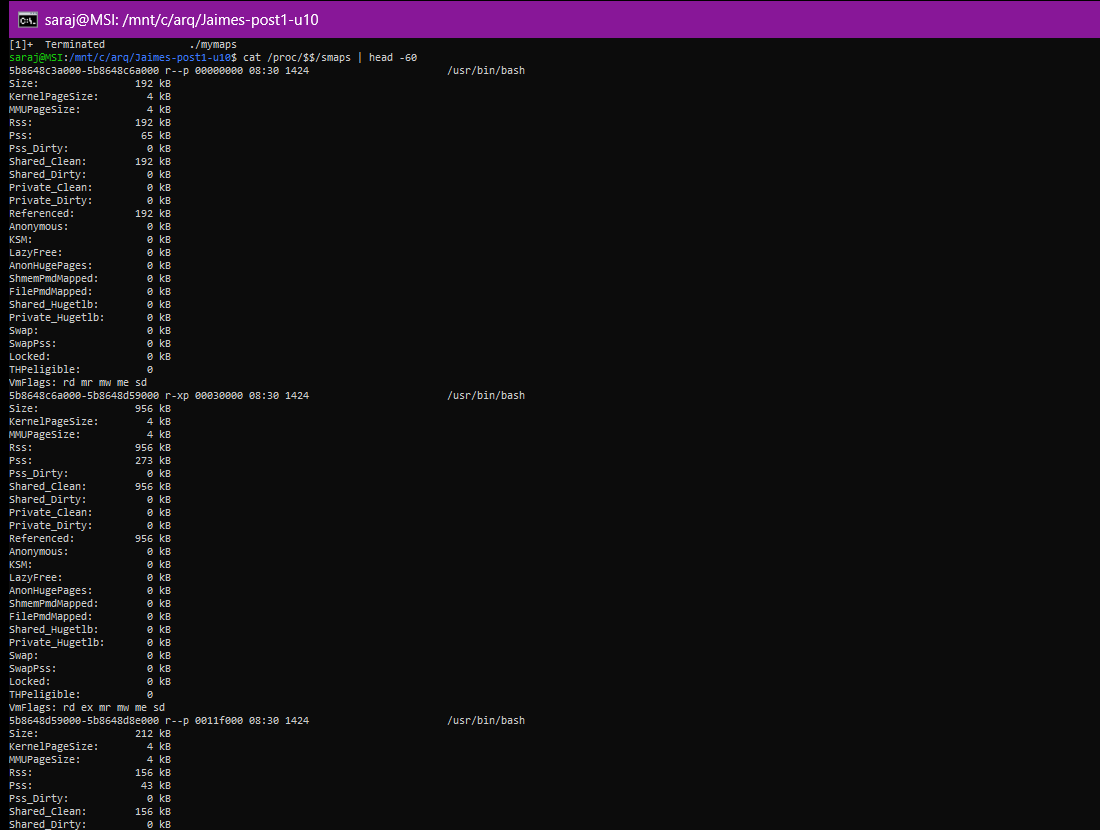 saraj@MSI: /mnt/c/arq/Jaimes-post1-u10
[1]+  Terminated              ./mymaps
saraj@MSI:/mnt/c/arq/Jaimes-post1-u10$ cat /proc/$$/smaps | head -60
5b8648c3a000-5b8648c6a000 r--p 00000000 08:30 1424                       /usr/bin/bash
Size:                192 kB
KernelPageSize:        4 kB
MMUPageSize:           4 kB
Rss:                 192 kB
Pss:                  65 kB
Pss_Dirty:             0 kB
Shared_Clean:        192 kB
Shared_Dirty:          0 kB
Private_Clean:         0 kB
Private_Dirty:         0 kB
Referenced:          192 kB
Anonymous:             0 kB
KSM:                   0 kB
LazyFree:              0 kB
AnonHugePages:         0 kB
ShmemPmdMapped:        0 kB
FilePmdMapped:         0 kB
Shared_Hugetlb:        0 kB
Private_Hugetlb:       0 kB
Swap:                  0 kB
SwapPss:               0 kB
Locked:                0 kB
THPeligible:           0
VmFlags: rd mr mw me sd
5b8648c6a000-5b8648d59000 r-xp 00030000 08:30 1424                       /usr/bin/bash
Size:                956 kB
KernelPageSize:        4 kB
MMUPageSize:           4 kB
Rss:                 956 kB
Pss:                 273 kB
Pss_Dirty:             0 kB
Shared_Clean:        956 kB
Shared_Dirty:          0 kB
Private_Clean:         0 kB
Private_Dirty:         0 kB
Referenced:          956 kB
Anonymous:             0 kB
KSM:                   0 kB
LazyFree:              0 kB
AnonHugePages:         0 kB
ShmemPmdMapped:        0 kB
FilePmdMapped:         0 kB
Shared_Hugetlb:        0 kB
Private_Hugetlb:       0 kB
Swap:                  0 kB
SwapPss:               0 kB
Locked:                0 kB
THPeligible:           0
VmFlags: rd ex mr mw me sd
5b8648d59000-5b8648d8e000 r--p 0011f000 08:30 1424                       /usr/bin/bash
Size:                212 kB
KernelPageSize:        4 kB
MMUPageSize:           4 kB
Rss:                 156 kB
Pss:                  43 kB
Pss_Dirty:             0 kB
Shared_Clean:        156 kB
Shared_Dirty:          0 kB